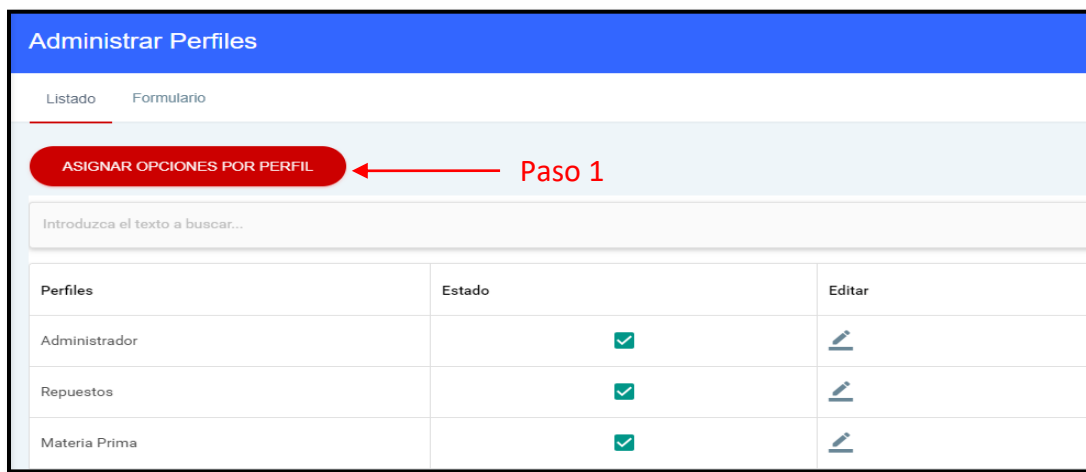 Administrar Perfiles
Listado Formulario
ASIGNAR OPCIONES POR PERFIL Paso 1
Introduzca el texto a buscar...
Perfiles Estado Editar
Administrador
Repuestos
Materia Prima